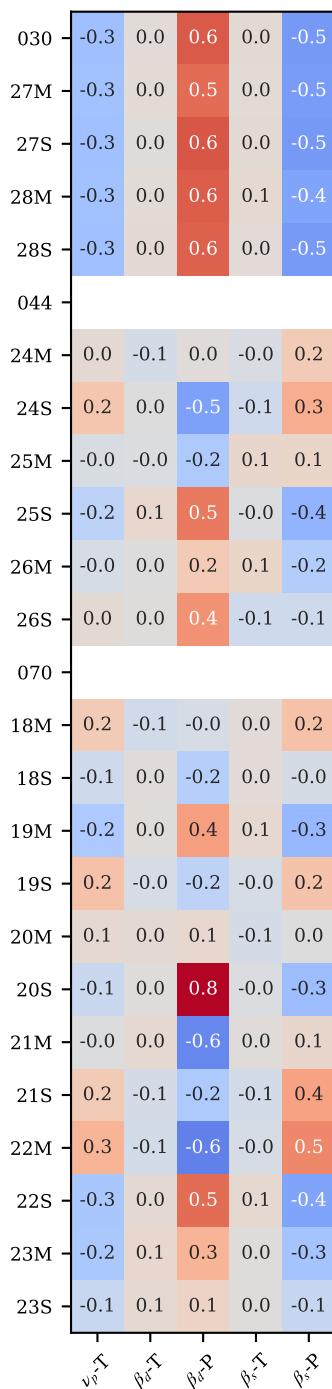 030 -0.3 0.0 0.6 0.0 -0.5
27M -0.3 0.0 0.5 0.0 -0.5
27S -0.3 0.0 0.6 0.0 -0.5
28M -0.3 0.0 0.6 0.1 -0.4
28S -0.3 0.0 0.6 0.0 -0.5
044
24M 0.0 -0.1 0.0 -0.0 0.2
24S 0.2 0.0 -0.5 -0.1 0.3
25M -0.0 -0.0 -0.2 0.1 0.1
25S -0.2 0.1 0.5 -0.0 -0.4
26M -0.0 0.0 0.2 0.1 -0.2
26S 0.0 0.0 0.4 -0.1 -0.1
070
18M 0.2 -0.1 -0.0 0.0 0.2
18S -0.1 0.0 -0.2 0.0 -0.0
19M -0.2 0.0 0.4 0.1 -0.3
19S 0.2 -0.0 -0.2 -0.0 0.2
20M 0.1 0.0 0.1 -0.1 0.0
20S -0.1 0.0 0.8 -0.0 -0.3
21M -0.0 0.0 -0.6 0.0 0.1
21S 0.2 -0.1 -0.2 -0.1 0.4
22M 0.3 -0.1 -0.6 -0.0 0.5
22S -0.3 0.0 0.5 0.1 -0.4
23M -0.2 0.1 0.3 0.0 -0.3
23S -0.1 0.1 0.1 0.0 -0.1
ν_p-T β_d-T β_d-P β_s-T β_s-P